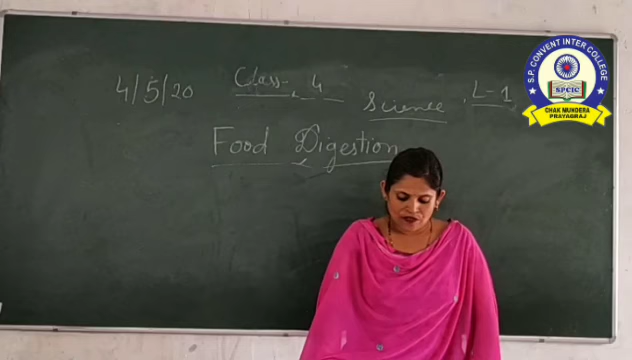 4/5/20 Class- 4 Science. L-1
Food Digestion
S.P. CONVENT INTER COLLEGE
SPCIC
CHAK MUNDERA
PRAYAGRAJ